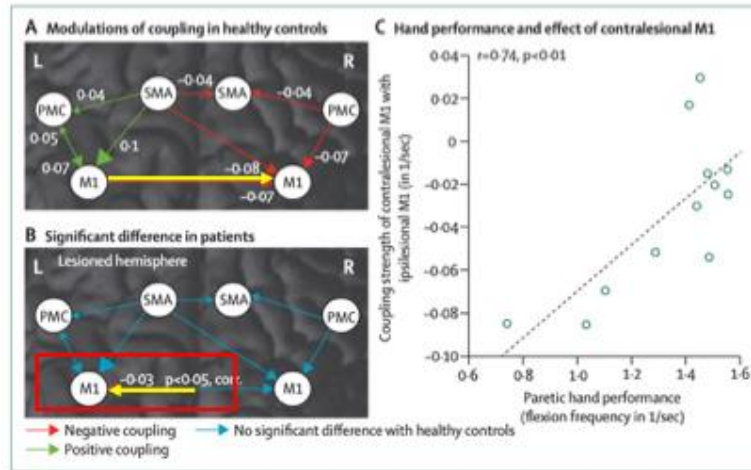 A Modulations of coupling in healthy controls
L
R
SMA
SMA
PMC
PMC
M1
M1
0·04
−0·04
−0·04
0·05
0·1
0·07
−0·08
−0·07
−0·07
B Significant difference in patients
Lesioned hemisphere
L
R
SMA
SMA
PMC
PMC
−0·03 p<0·05, corr.
M1
M1
Negative coupling
No significant difference with healthy controls
Positive coupling
C Hand performance and effect of contralesional M1
r=0·74, p<0·01
Coupling strength of contralesional M1 with
ipsilesional M1 (in 1/sec)
0·04
0·02
0
−0·02
−0·04
−0·06
−0·08
−0·10
0·6
0·8
1·0
1·2
1·4
1·6
Paretic hand performance
(flexion frequency in 1/sec)